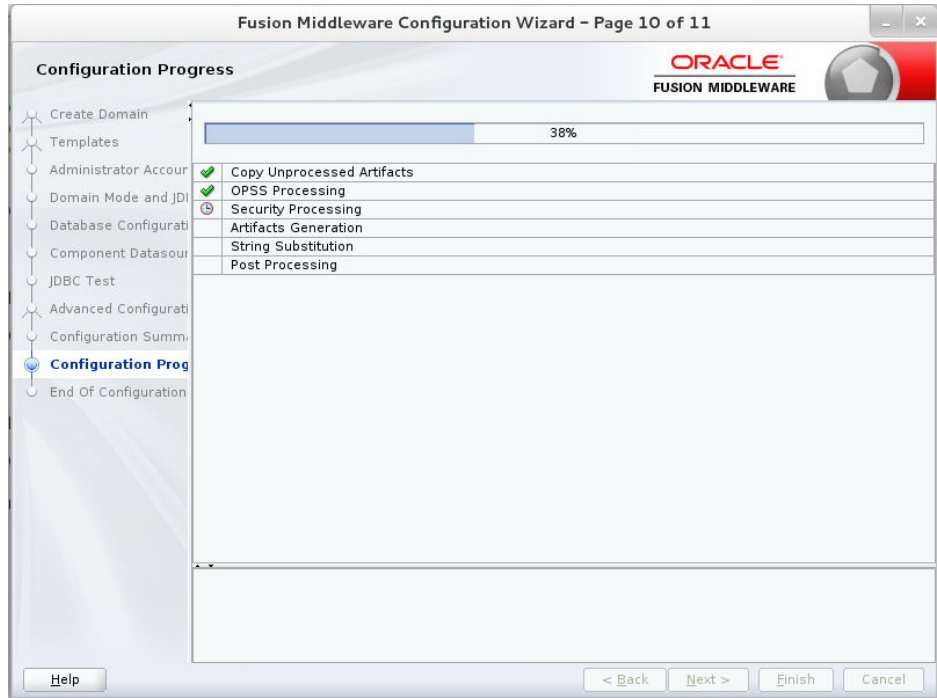 Fusion Middleware Configuration Wizard – Page 10 of 11
Configuration Progress
ORACLE
FUSION MIDDLEWARE
Create Domain
Templates
Administrator Accour
Domain Mode and JDI
Database Configurati
Component Datasour
JDBC Test
Advanced Configurati
Configuration Summa
Configuration Prog
End Of Configuration
38%
Copy Unprocessed Artifacts
OPSS Processing
Security Processing
Artifacts Generation
String Substitution
Post Processing
Help
< Back
Next >
Finish
Cancel